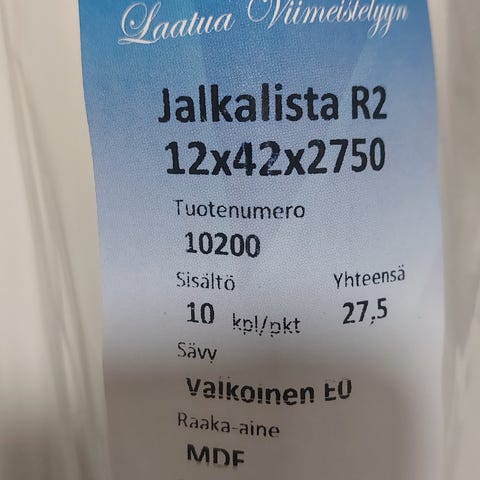 Laatua Viimeistelyyn
Jalkalista R2
12x42x2750
Tuotenumero
10200
Sisältö Yhteensä
10 kpl/pkt 27,5
Sävy
Valkoinen E0
Raaka-aine
MDF